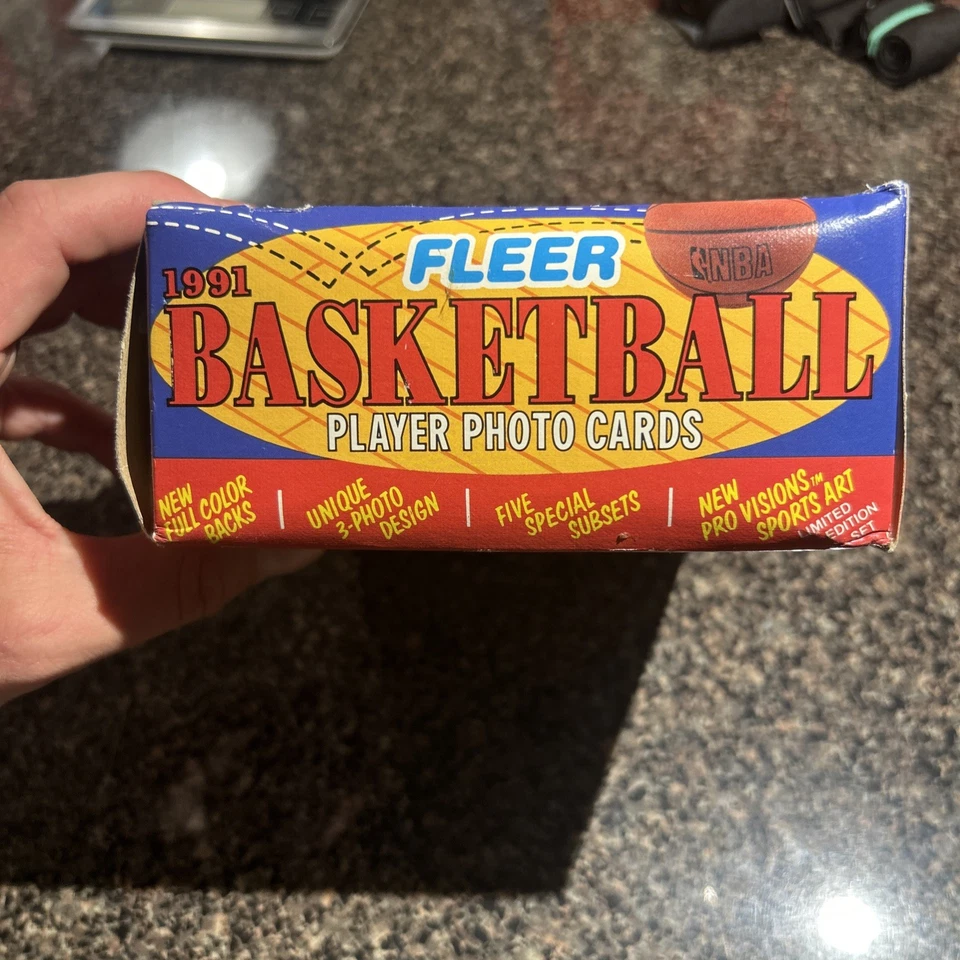 FLEER
NBA
1991
BASKETBALL
PLAYER PHOTO CARDS
NEW
FULL COLOR
BACKS
UNIQUE
3-PHOTO
DESIGN
FIVE
SPECIAL
SUBSETS
NEW
PRO VISIONS™
SPORTS ART
LIMITED
EDITION
SET